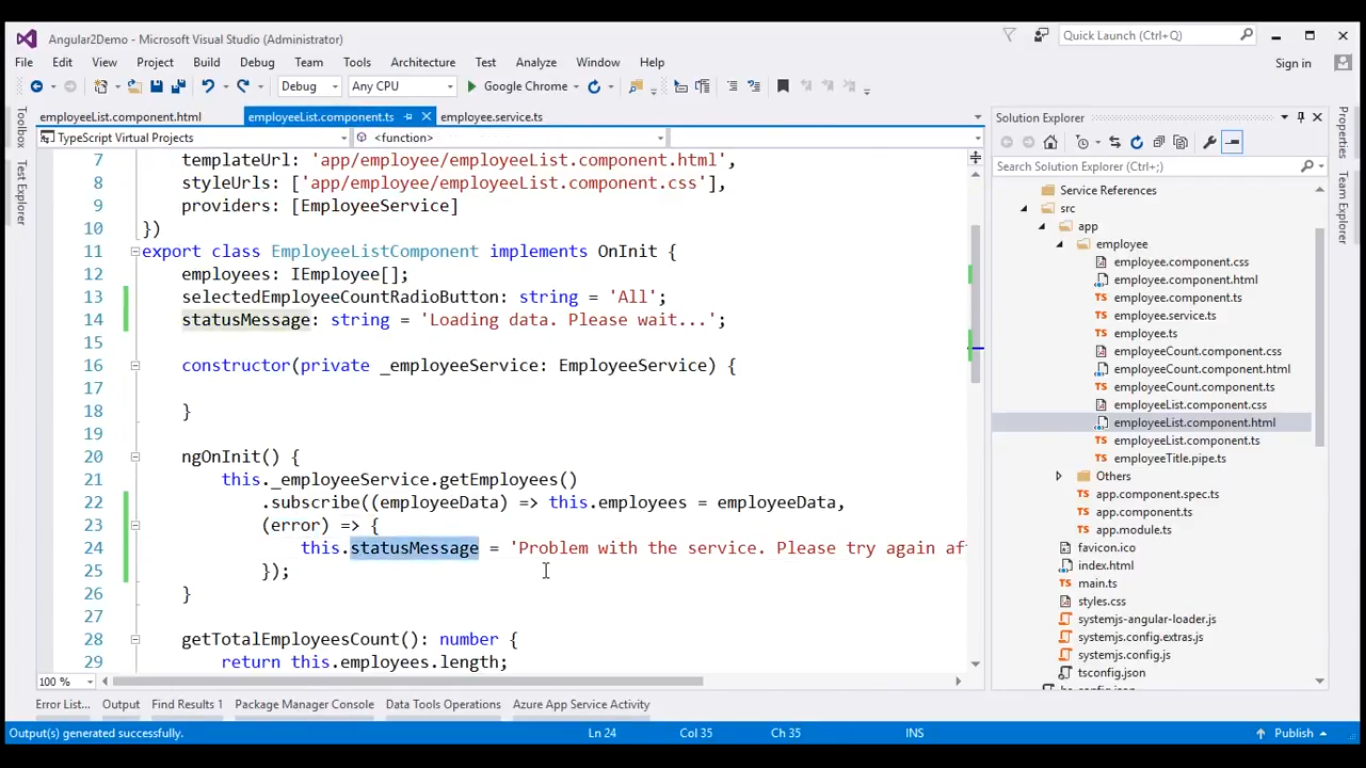 Angular2Demo - Microsoft Visual Studio (Administrator)
Quick Launch (Ctrl+Q)
File Edit View Project Build Debug Team Tools Architecture Test Analyze Window Help
Sign in
Debug Any CPU Google Chrome
Toolbox
Test Explorer
employeeList.component.html employeeList.component.ts employee.service.ts
TypeScript Virtual Projects <function>
7 templateUrl: 'app/employee/employeeList.component.html',
8 styleUrls: ['app/employee/employeeList.component.css'],
9 providers: [EmployeeService]
10 })
11 export class EmployeeListComponent implements OnInit {
12 employees: IEmployee[];
13 selectedEmployeeCountRadioButton: string = 'All';
14 statusMessage: string = 'Loading data. Please wait...';
15
16 constructor(private _employeeService: EmployeeService) {
17
18 }
19
20 ngOnInit() {
21 this._employeeService.getEmployees()
22 .subscribe((employeeData) => this.employees = employeeData,
23 (error) => {
24 this.statusMessage = 'Problem with the service. Please try again aft
25 });
26 }
27
28 getTotalEmployeesCount(): number {
29 return this.employees.length;
100 %
Solution Explorer
Search Solution Explorer (Ctrl+;)
Service References
src
app
employee
employee.component.css
employee.component.html
employee.component.ts
employee.service.ts
employee.ts
employeeCount.component.css
employeeCount.component.html
employeeCount.component.ts
employeeList.component.css
employeeList.component.html
employeeList.component.ts
employeeTitle.pipe.ts
Others
app.component.spec.ts
app.component.ts
app.module.ts
favicon.ico
index.html
main.ts
styles.css
systemjs-angular-loader.js
systemjs.config.extras.js
systemjs.config.js
tsconfig.json
Properties
Team Explorer
Error List... Output Find Results 1 Package Manager Console Data Tools Operations Azure App Service Activity
Output(s) generated successfully. Ln 24 Col 35 Ch 35 INS Publish